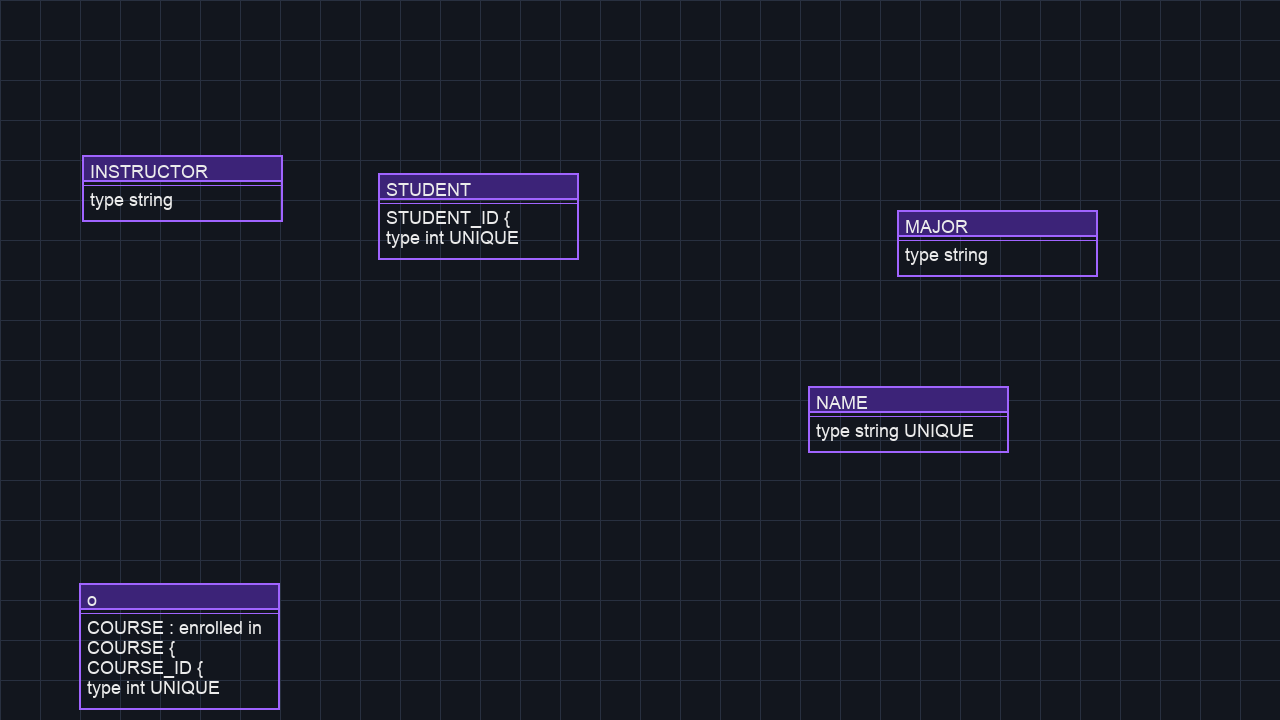 INSTRUCTOR
type string
STUDENT
STUDENT_ID {
type int UNIQUE
MAJOR
type string
NAME
type string UNIQUE
o
COURSE : enrolled in
COURSE {
COURSE_ID {
type int UNIQUE